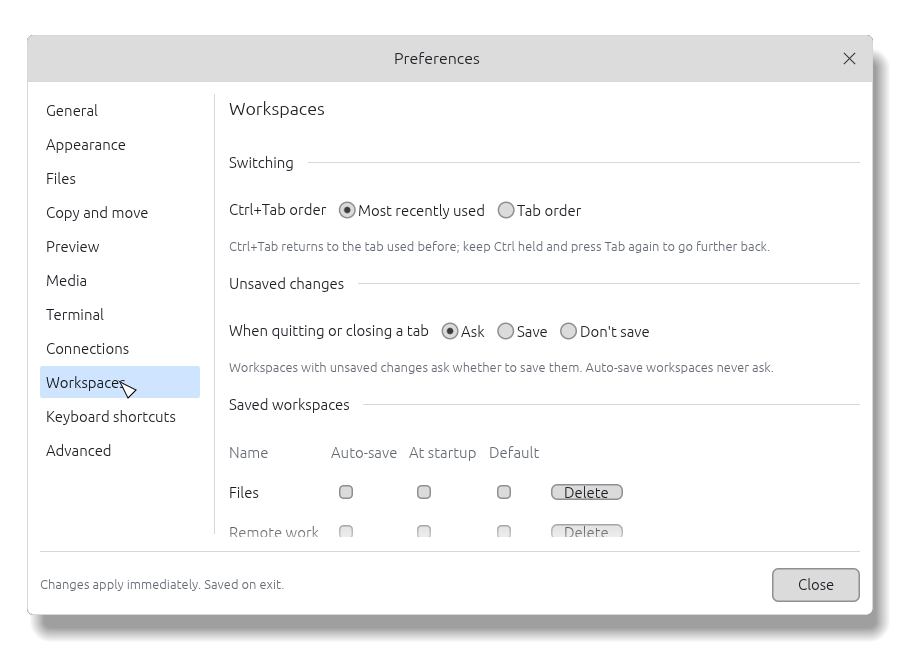 Preferences
General
Appearance
Files
Copy and move
Preview
Media
Terminal
Connections
Workspaces
Keyboard shortcuts
Advanced
Workspaces
Switching
Ctrl+Tab order Most recently used Tab order
Ctrl+Tab returns to the tab used before; keep Ctrl held and press Tab again to go further back.
Unsaved changes
When quitting or closing a tab Ask Save Don't save
Workspaces with unsaved changes ask whether to save them. Auto-save workspaces never ask.
Saved workspaces
Name Auto-save At startup Default
Files Delete
Remote work Delete
Changes apply immediately. Saved on exit.
Close